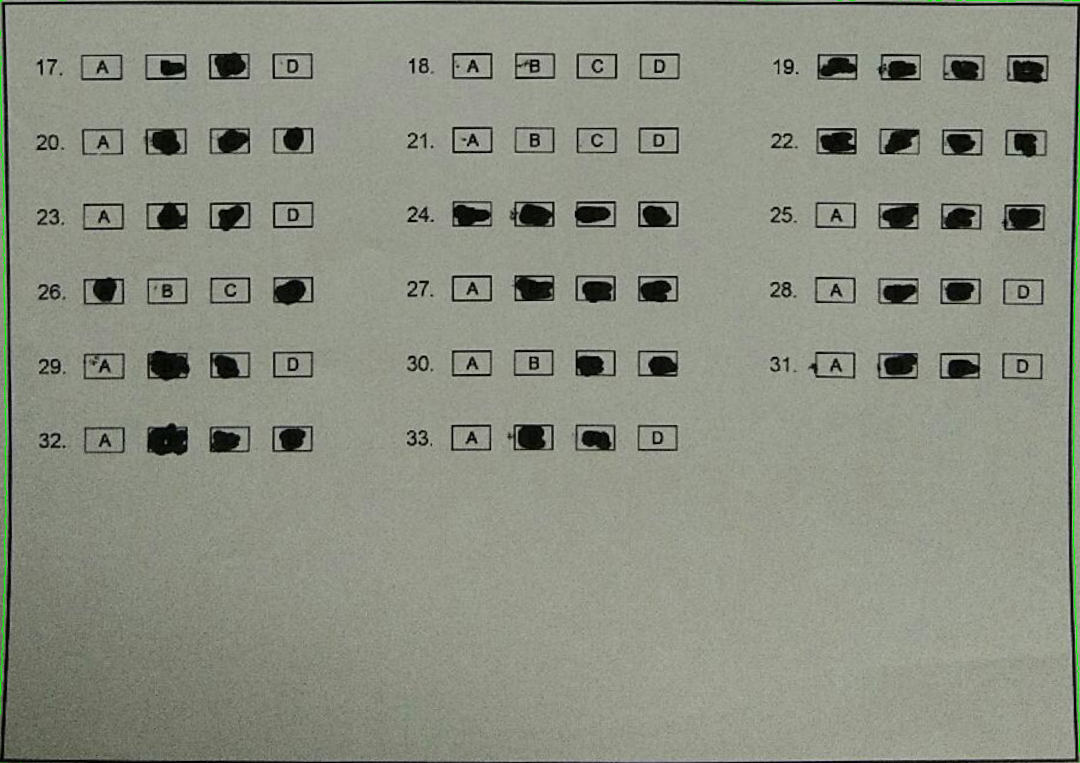 17. A D 18. A B C D 19.
20. A 21. A B C D 22.
23. A D 24. 25. A
26. B C 27. A 28. A D
29. A D 30. A B 31. A D
32. A 33. A D